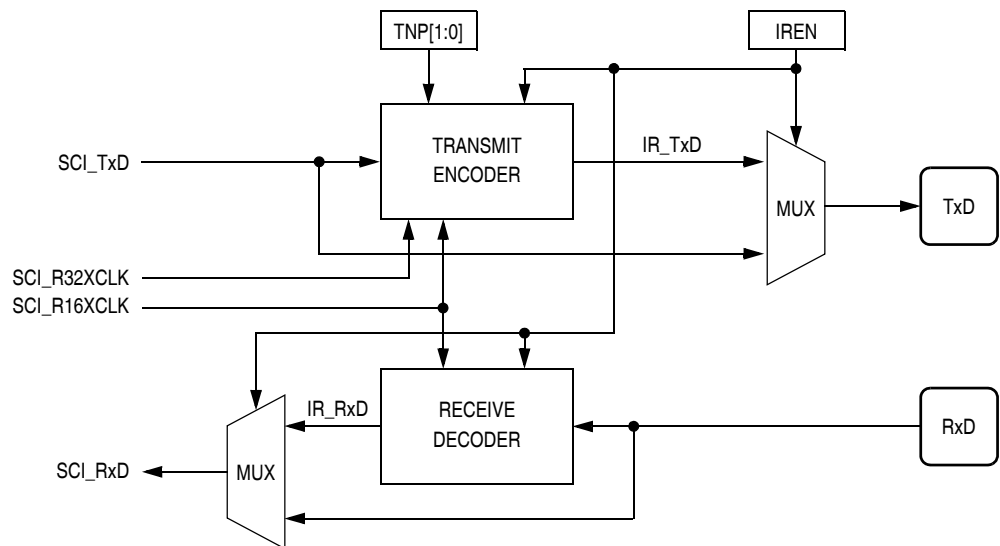 TNP[1:0]
IREN
TRANSMIT
ENCODER
IR_TxD
SCI_TxD
MUX
TxD
SCI_R32XCLK
SCI_R16XCLK
IR_RxD
RECEIVE
DECODER
RxD
SCI_RxD
MUX